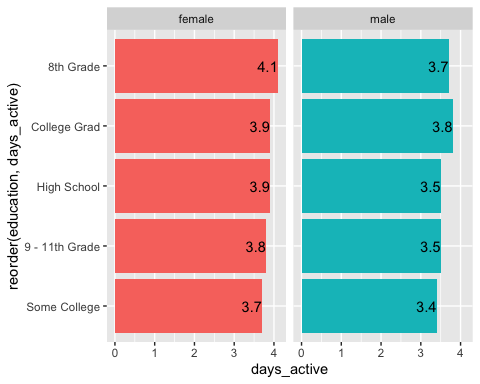 female male
8th Grade 4.1 3.7
College Grad 3.9 3.8
High School 3.9 3.5
9 - 11th Grade 3.8 3.5
Some College 3.7 3.4
0 1 2 3 4 0 1 2 3 4
days_active
reorder(education, days_active)